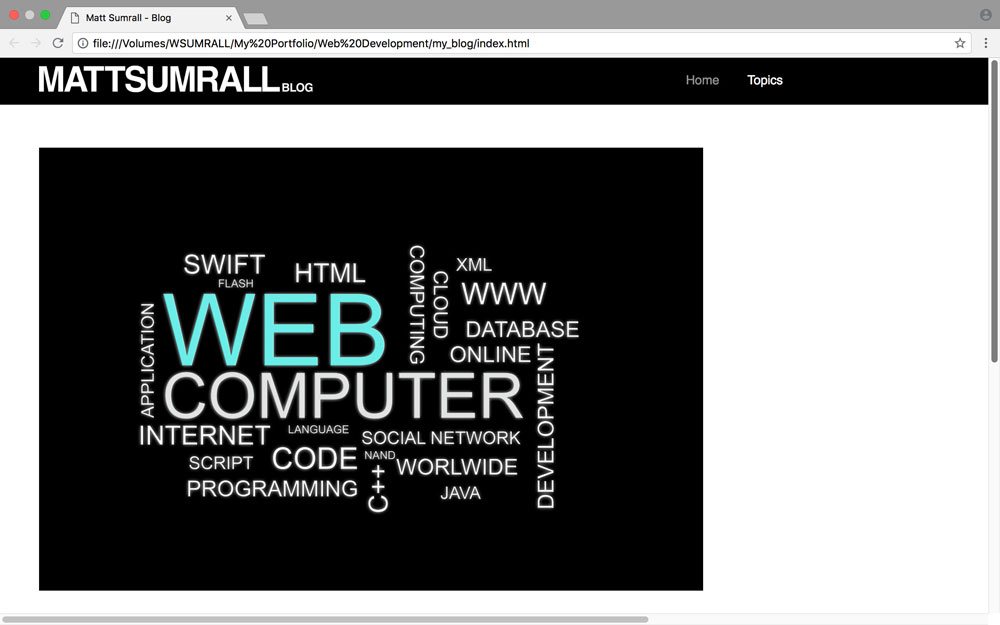 Matt Sumrall - Blog
file:///Volumes/WSUMRALL/My%20Portfolio/Web%20Development/my_blog/index.html
MATTSUMRALL BLOG
Home
Topics
SWIFT
HTML
FLASH
COMPUTING
CLOUD
XML
WWW
WEB
APPLICATION
DATABASE
ONLINE
COMPUTER
DEVELOPMENT
INTERNET
LANGUAGE
SOCIAL NETWORK
SCRIPT
CODE
NAND
WORLWIDE
PROGRAMMING
C++
JAVA